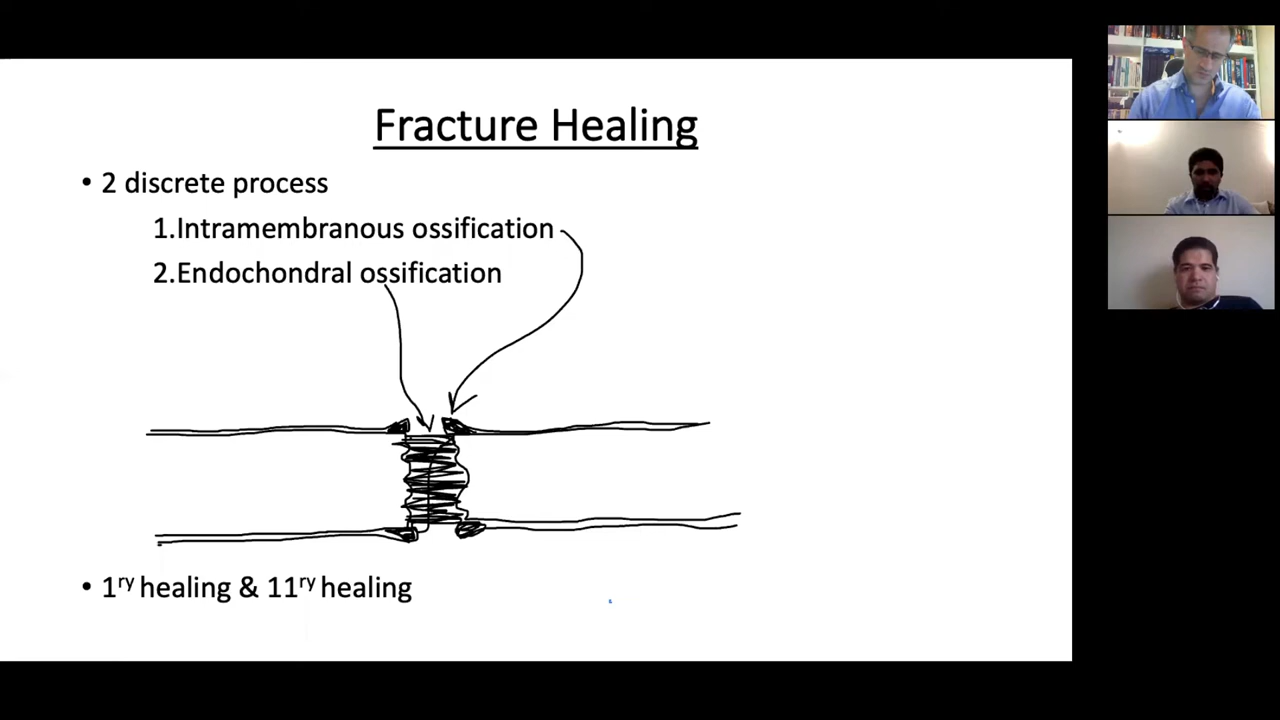 Fracture Healing
• 2 discrete process
1.Intramembranous ossification
2.Endochondral ossification
• 1ry healing & 11ry healing